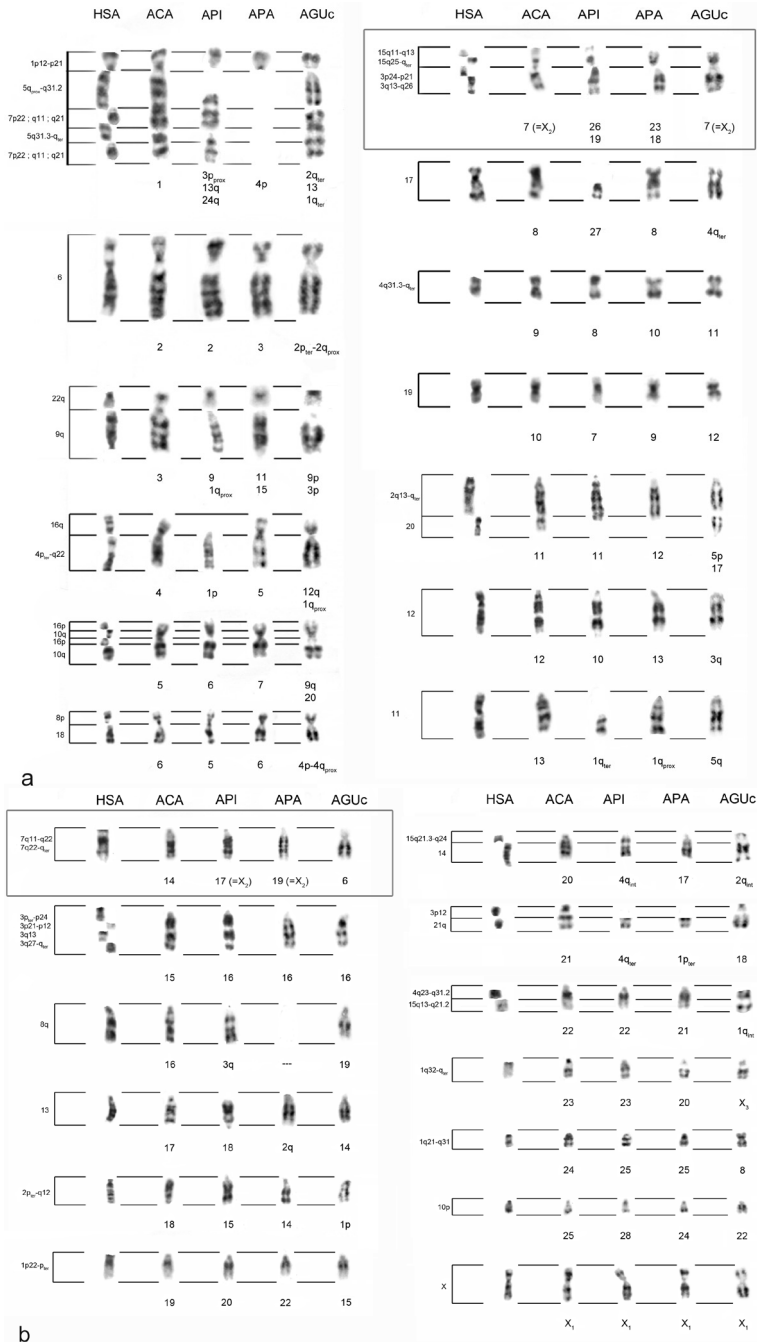 HSA ACA API APA AGUc
1p12-p21
5qprox-q31.2
7p22 ; q11 ; q21
5q31.3-qter
7p22 ; q11 ; q21
1 3pprox 4p 2qter
13q 13
24q 1qter
6
2 2 3 2pter-2qprox
22q
9q
3 9 11 9p
1qprox 15 3p
16q
4pter-q22
4 1p 5 12q
1qprox
16p
10q
16p
10q
5 6 7 9q
20
8p
18
6 5 6 4p-4qprox
a
HSA ACA API APA AGUc
15q11-q13
15q25-qter
3p24-p21
3q13-q26
7 (=X2) 26 23 7 (=X2)
19 18
17
8 27 8 4qter
4q31.3-qter
9 8 10 11
19
10 7 9 12
2q13-qter
20
11 11 12 5p
17
12
12 10 13 3q
11
13 1qter 1qprox 5q
HSA ACA API APA AGUc
7q11-q22
7q22-qter
14 17 (=X2) 19 (=X2) 6
3pter-p24
3p21-p12
3q13
3q27-qter
15 16 16 16
8q
16 3q --- 19
13
17 18 2q 14
2pter-q12
18 15 14 1p
1p22-pter
19 20 22 15
b
HSA ACA API APA AGUc
15q21.3-q24
14
20 4qint 17 2qint
3p12
21q
21 4qter 1pter 18
4q23-q31.2
15q13-q21.2
22 22 21 1qint
1q32-qter
23 23 20 X3
1q21-q31
24 25 25 8
10p
25 28 24 22
X
X1 X1 X1 X1